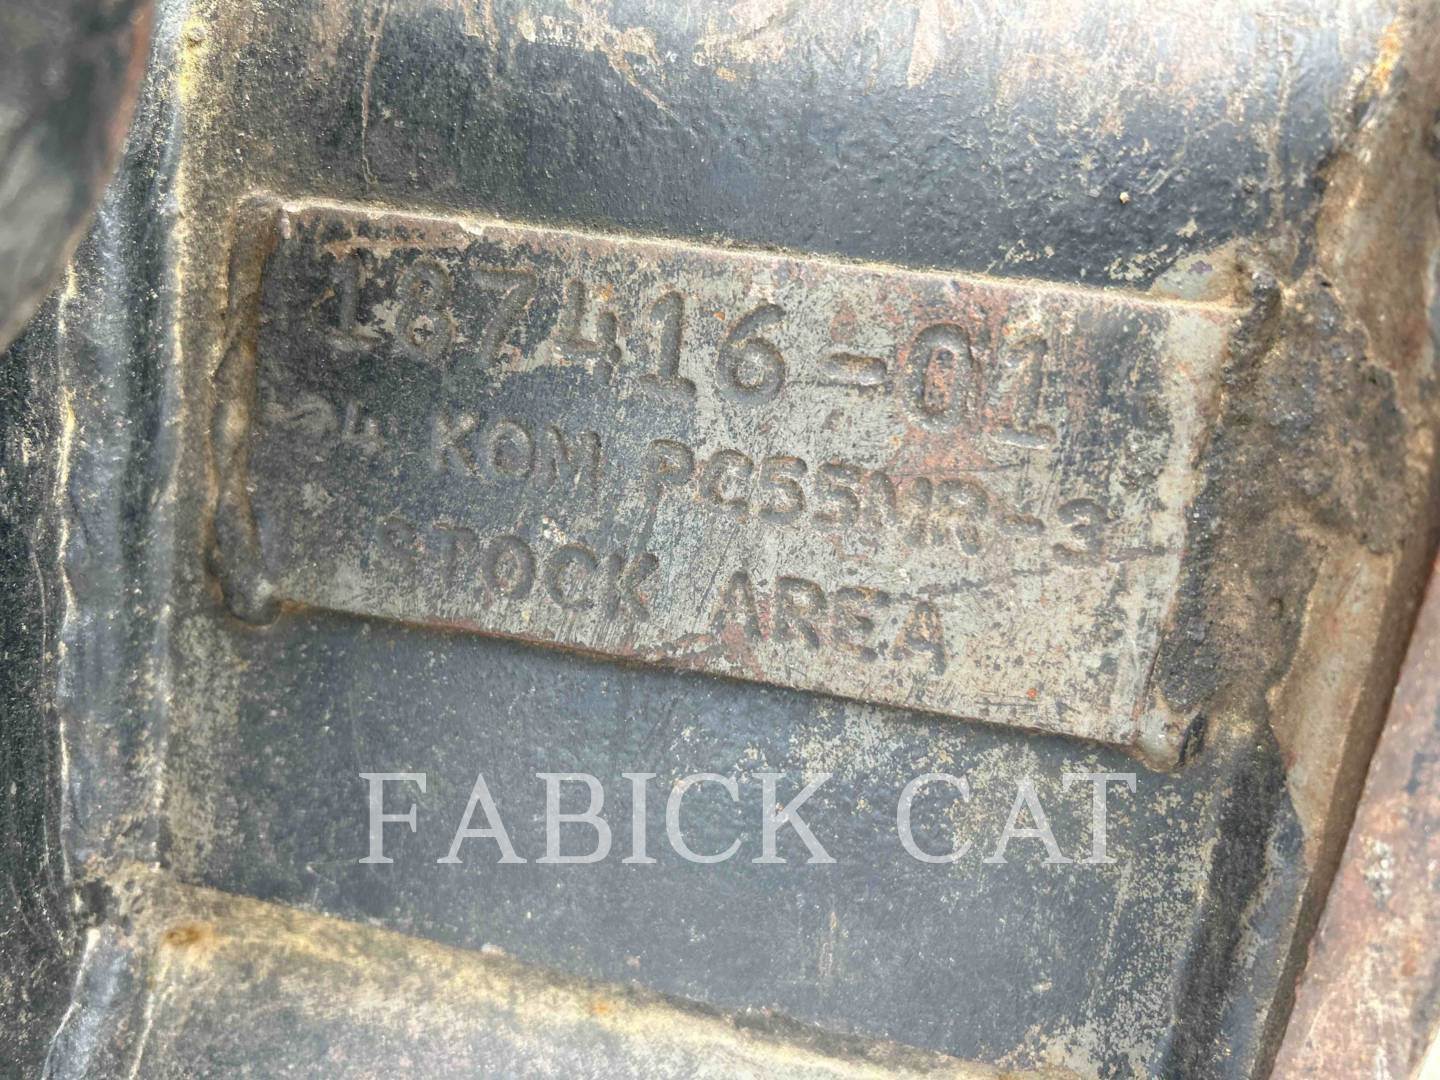 187416-01
KOM PC55MR-3
STOCK AREA
FABICK CAT